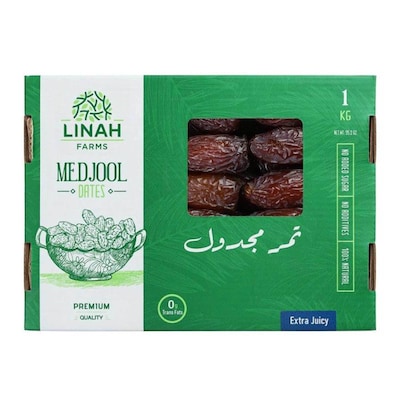 LINAH
FARMS
MEDJOOL
DATES
PREMIUM
QUALITY
تمر مجدول
1
KG
NO ADDED SUGAR
NO ADDITIVES
100% NATURAL
0g
Trans Fats
Extra Juicy